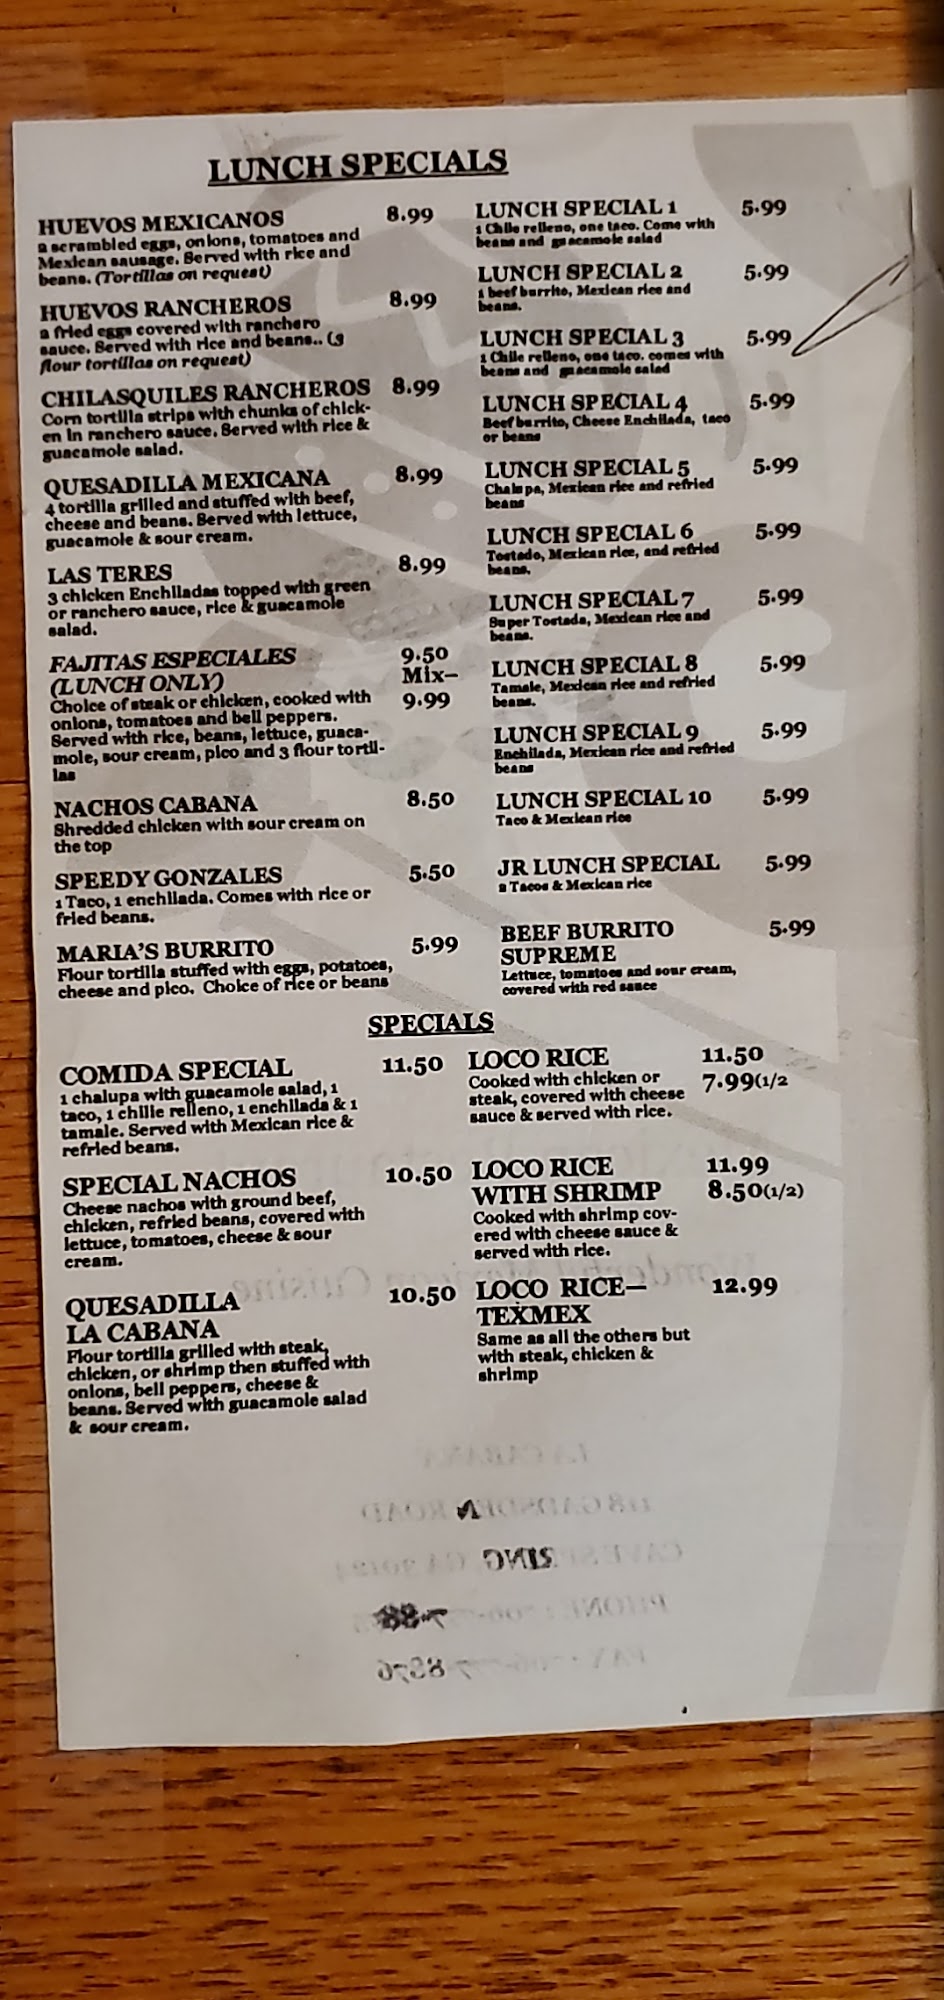 LUNCH SPECIALS
HUEVOS MEXICANOS 8.99
2 scrambled eggs, onions, tomatoes and
Mexican sausage. Served with rice and
beans. (Tortillas on request)
HUEVOS RANCHEROS 8.99
2 fried eggs covered with ranchero
sauce. Served with rice and beans.. (3
flour tortillas on request)
CHILASQUILES RANCHEROS 8.99
Corn tortilla strips with chunks of chick-
en in ranchero sauce. Served with rice &
guacamole salad.
QUESADILLA MEXICANA 8.99
4 tortilla grilled and stuffed with beef,
cheese and beans. Served with lettuce,
guacamole & sour cream.
LAS TERES 8.99
3 chicken Enchiladas topped with green
or ranchero sauce, rice & guacamole
salad.
FAJITAS ESPECIALES 9.50
(LUNCH ONLY) Mix—
9.99
Choice of steak or chicken, cooked with
onions, tomatoes and bell peppers.
Served with rice, beans, lettuce, guaca-
mole, sour cream, pico and 3 flour tortil-
las
NACHOS CABANA 8.50
Shredded chicken with sour cream on
the top
SPEEDY GONZALES 5.50
1 Taco, 1 enchilada. Comes with rice or
fried beans.
MARIA'S BURRITO 5.99
Flour tortilla stuffed with eggs, potatoes,
cheese and pico. Choice of rice or beans
LUNCH SPECIAL 1 5.99
1 Chile relleno, one taco. Come with
beans and guacamole salad
LUNCH SPECIAL 2 5.99
1 beef burrito, Mexican rice and
beans.
LUNCH SPECIAL 3 5.99
1 Chile relleno, one taco. comes with
beans and guacamole salad
LUNCH SPECIAL 4 5.99
Beef burrito, Cheese Enchilada, taco
or beans
LUNCH SPECIAL 5 5.99
Chalupa, Mexican rice and refried
beans
LUNCH SPECIAL 6 5.99
Tostado, Mexican rice, and refried
beans.
LUNCH SPECIAL 7 5.99
Super Tostada, Mexican rice and
beans.
LUNCH SPECIAL 8 5.99
Tamale, Mexican rice and refried
beans.
LUNCH SPECIAL 9 5.99
Enchilada, Mexican rice and refried
beans
LUNCH SPECIAL 10 5.99
Taco & Mexican rice
JR LUNCH SPECIAL 5.99
2 Tacos & Mexican rice
BEEF BURRITO 5.99
SUPREME
Lettuce, tomatoes and sour cream,
covered with red sauce
SPECIALS
COMIDA SPECIAL 11.50
1 chalupa with guacamole salad, 1
taco, 1 chille relleno, 1 enchilada & 1
tamale. Served with Mexican rice &
refried beans.
SPECIAL NACHOS 10.50
Cheese nachos with ground beef,
chicken, refried beans, covered with
lettuce, tomatoes, cheese & sour
cream.
QUESADILLA 10.50
LA CABANA
Flour tortilla grilled with steak,
chicken, or shrimp then stuffed with
onions, bell peppers, cheese &
beans. Served with guacamole salad
& sour cream.
LOCO RICE 11.50
Cooked with chicken or 7.99(1/2
steak, covered with cheese
sauce & served with rice.
LOCO RICE 11.99
WITH SHRIMP 8.50(1/2)
Cooked with shrimp cov-
ered with cheese sauce &
served with rice.
LOCO RICE— 12.99
TEXMEX
Same as all the others but
with steak, chicken &
shrimp